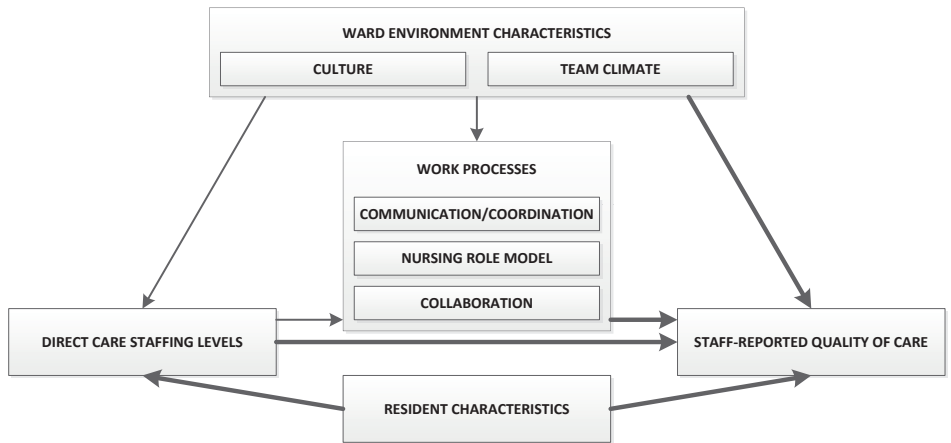 WARD ENVIRONMENT CHARACTERISTICS
CULTURE
TEAM CLIMATE
WORK PROCESSES
COMMUNICATION/COORDINATION
NURSING ROLE MODEL
COLLABORATION
DIRECT CARE STAFFING LEVELS
STAFF-REPORTED QUALITY OF CARE
RESIDENT CHARACTERISTICS